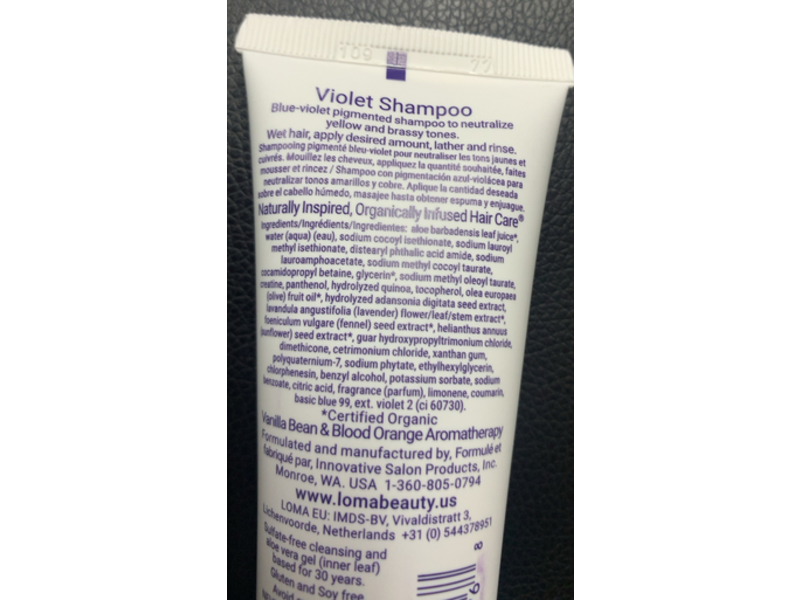 109
Violet Shampoo
Blue-violet pigmented shampoo to neutralize
yellow and brassy tones.
Wet hair, apply desired amount, lather and rinse.
Shampooing pigmenté bleu-violet pour neutraliser les tons jaunes et
cuivrés. Mouillez les cheveux, appliquez la quantité souhaitée, faites
mousser et rincez / Shampoo con pigmentación azul-violácea para
neutralizar tonos amarillos y cobre. Aplique la cantidad deseada
sobre el cabello húmedo, masajee hasta obtener espuma y enjuague.
Naturally Inspired, Organically Infused Hair Care®
Ingredients/Ingrédients/Ingredientes: aloe barbadensis leaf juice*,
water (aqua) (eau), sodium cocoyl isethionate, sodium lauroyl
methyl isethionate, distearyl phthalic acid amide, sodium
lauroamphoacetate, sodium methyl cocoyl taurate,
cocamidopropyl betaine, glycerin*, sodium methyl oleoyl taurate,
creatine, panthenol, hydrolyzed quinoa, tocopherol, olea europaea
(olive) fruit oil*, hydrolyzed adansonia digitata seed extract,
lavandula angustifolia (lavender) flower/leaf/stem extract*,
foeniculum vulgare (fennel) seed extract*, helianthus annuus
(sunflower) seed extract*, guar hydroxypropyltrimonium chloride,
dimethicone, cetrimonium chloride, xanthan gum,
polyquaternium-7, sodium phytate, ethylhexylglycerin,
chlorphenesin, benzyl alcohol, potassium sorbate, sodium
benzoate, citric acid, fragrance (parfum), limonene, coumarin,
basic blue 99, ext. violet 2 (ci 60730).
*Certified Organic
Vanilla Bean & Blood Orange Aromatherapy
Formulated and manufactured by, Formulé et
fabriqué par, Innovative Salon Products, Inc.
Monroe, WA. USA 1-360-805-0794
www.lomabeauty.us
LOMA EU: IMDS-BV, Vivaldistratt 3,
Lichenvoorde, Netherlands +31 (0) 544378951
Sulfate-free cleansing and
aloe vera gel (inner leaf)
based for 30 years.
Gluten and Soy free
Avoid
8